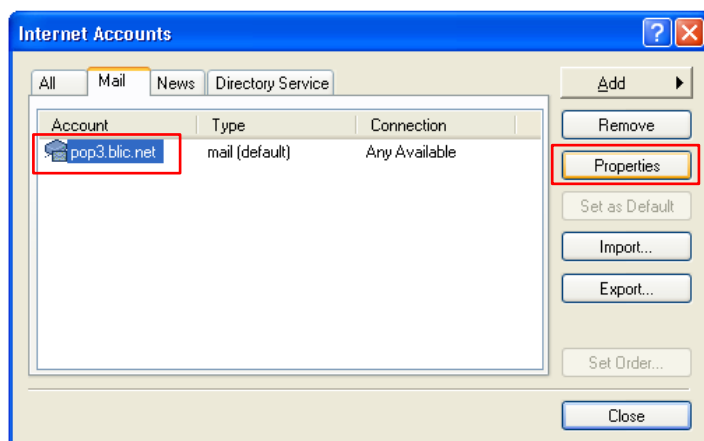 Internet Accounts
All Mail News Directory Service
Add
Account Type Connection
Remove
pop3.blic.net mail (default) Any Available
Properties
Set as Default
Import...
Export...
Set Order...
Close